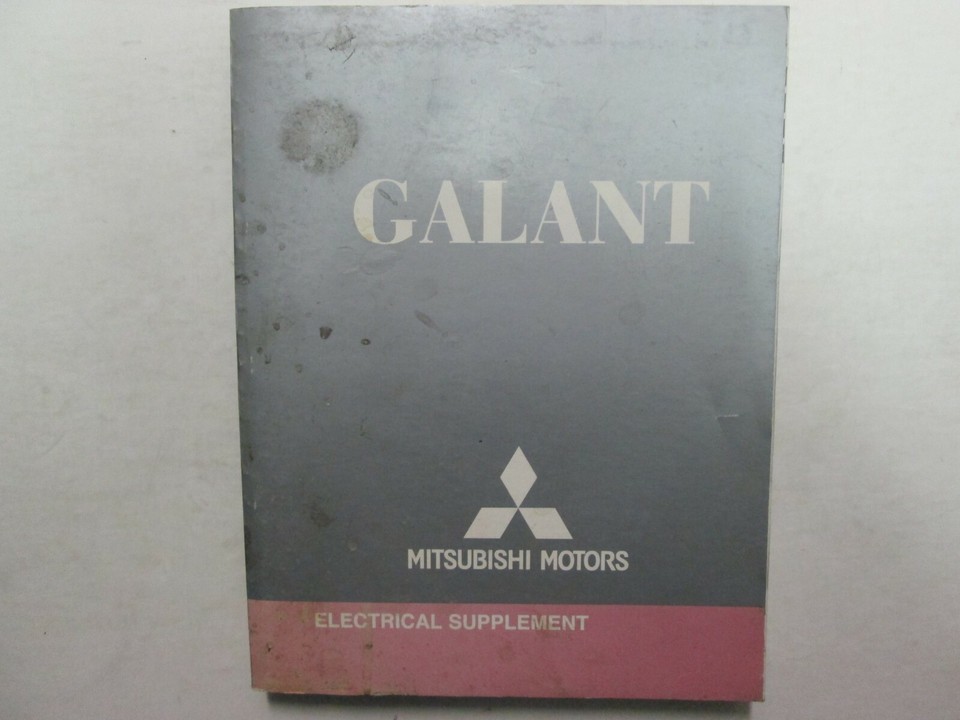 GALANT
MITSUBISHI MOTORS
ELECTRICAL SUPPLEMENT